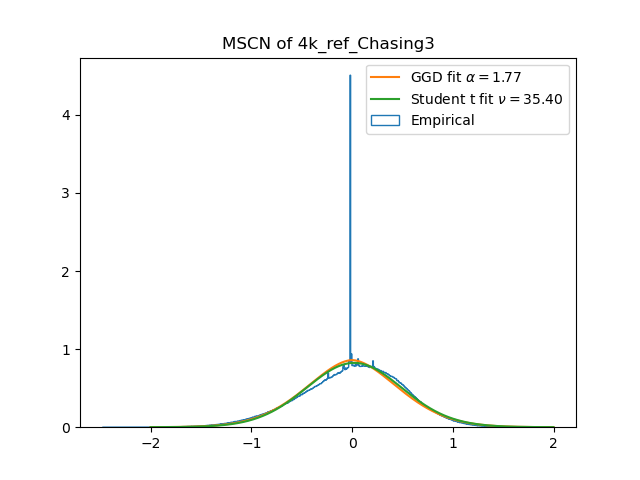 MSCN of 4k_ref_Chasing3
GGD fit α = 1.77
Student t fit ν = 35.40
Empirical
4
3
2
1
0
−2
−1
0
1
2